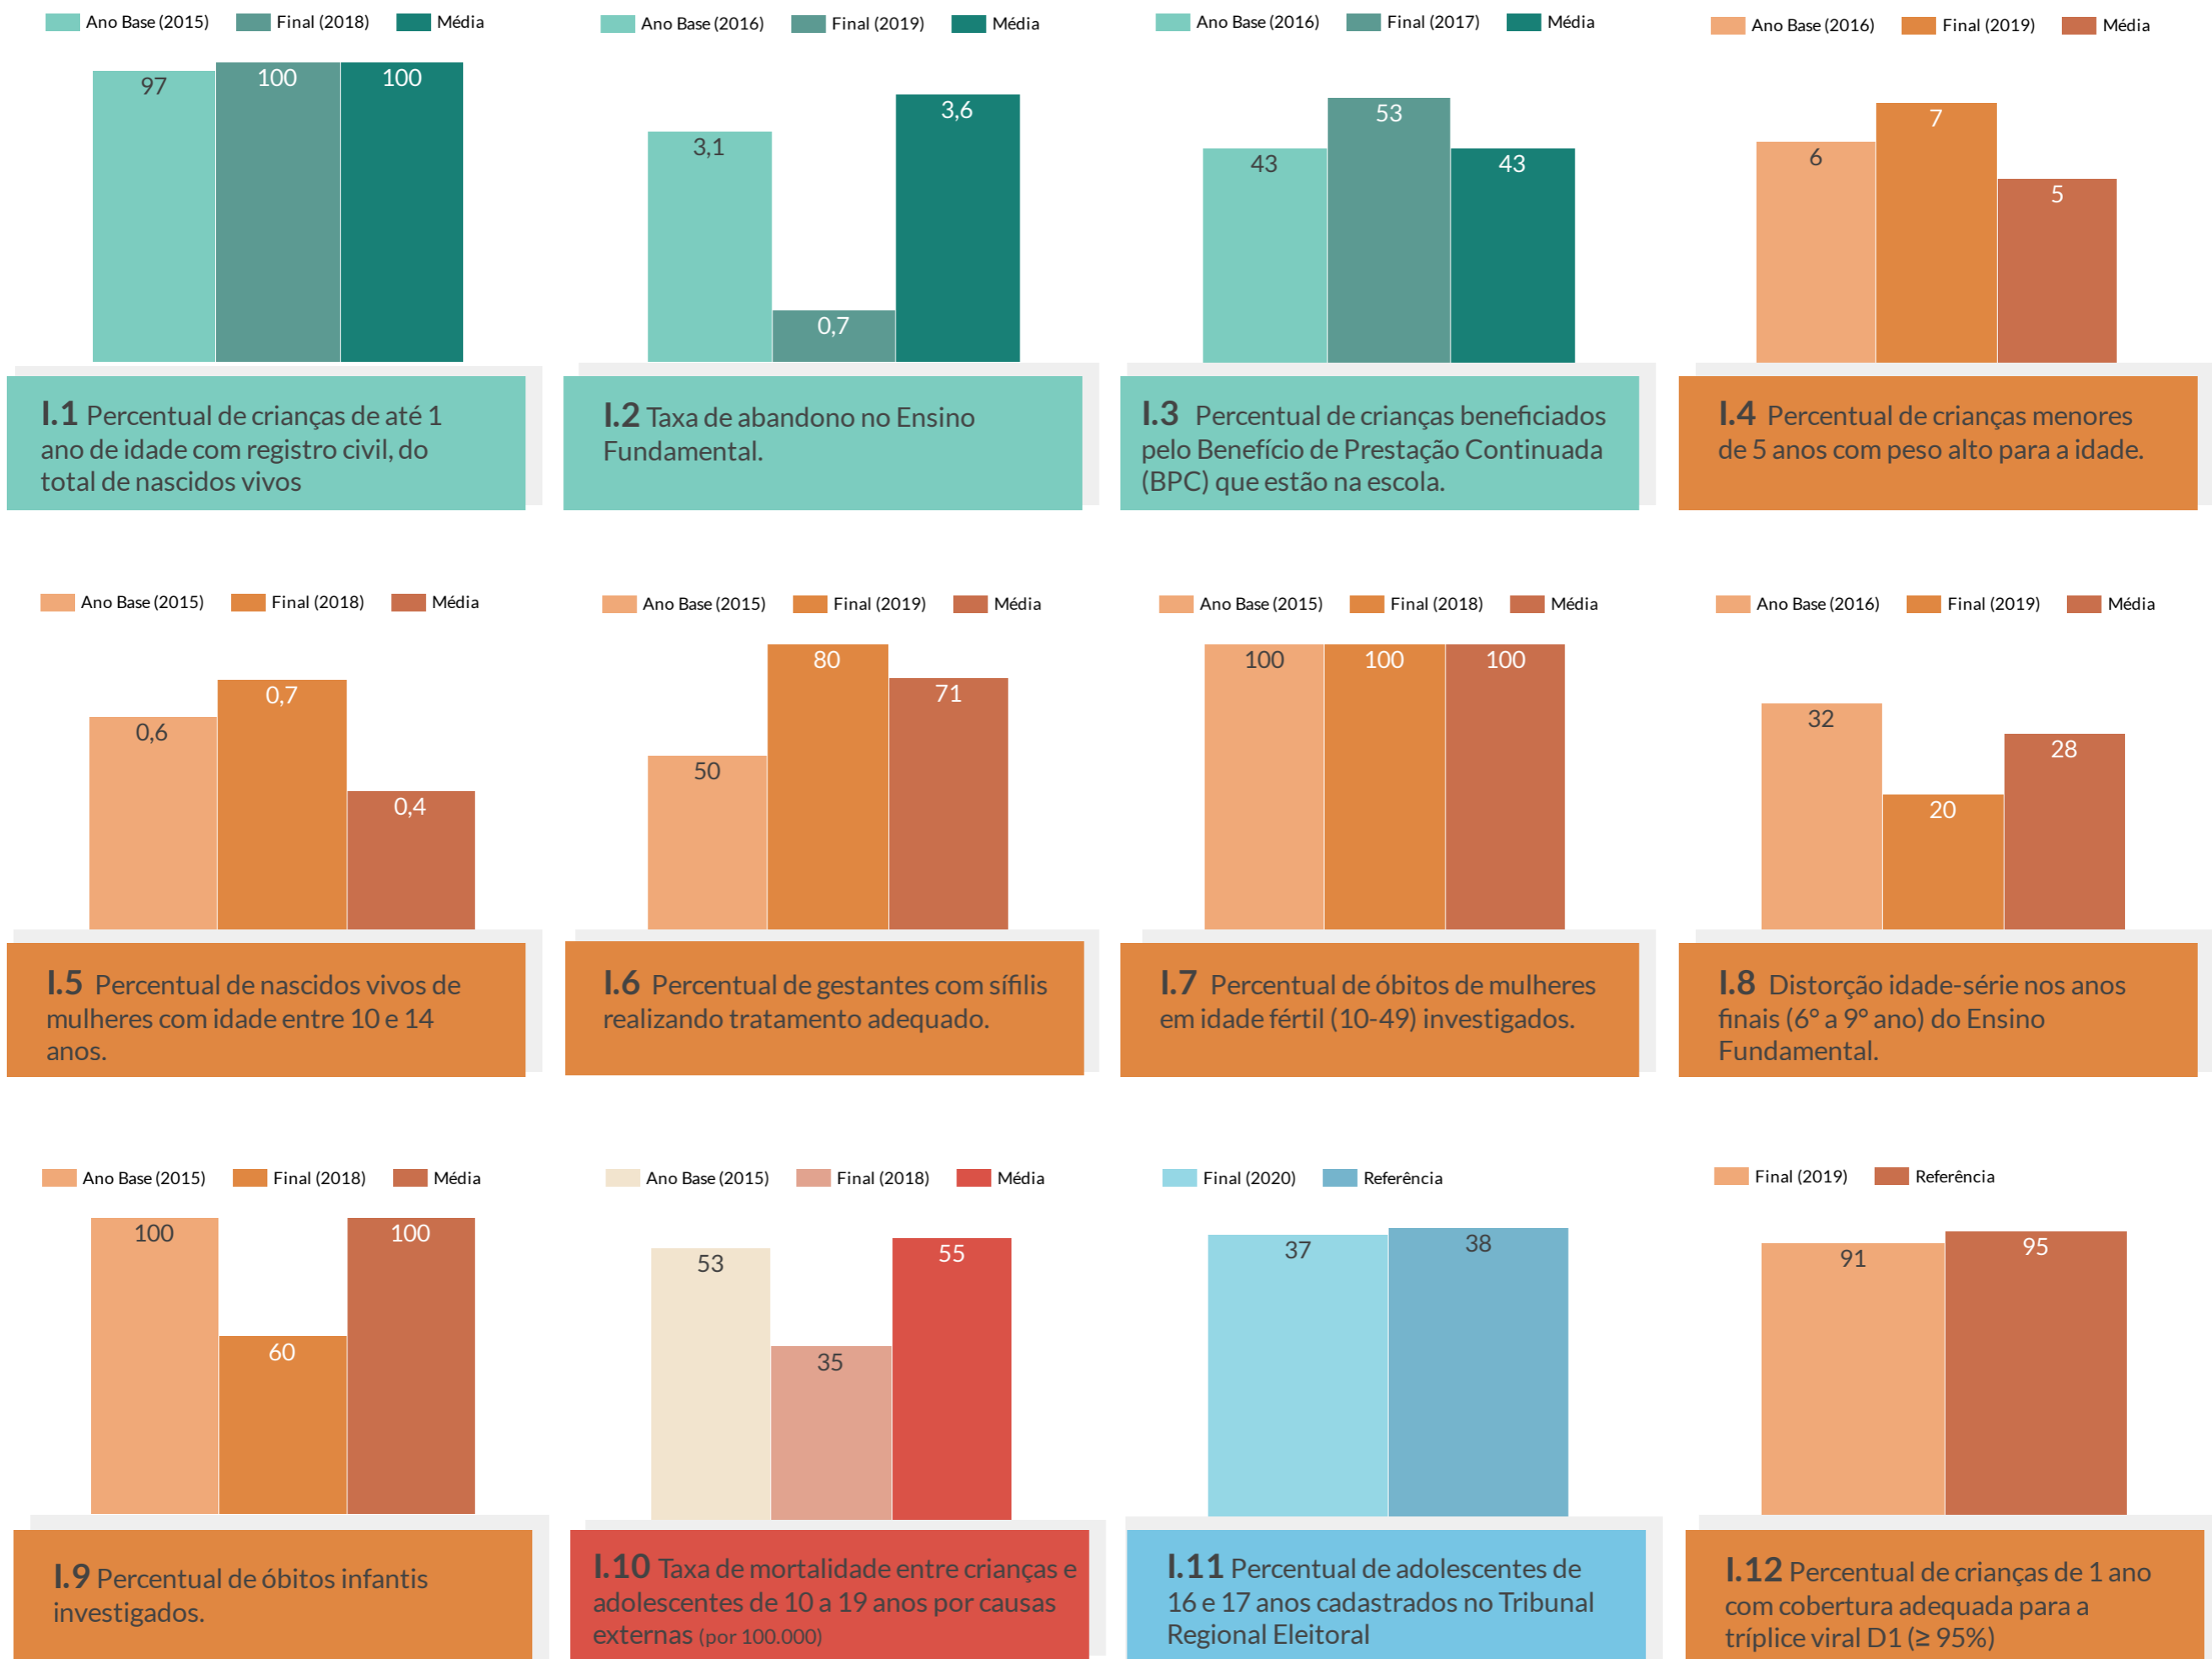 Ano Base (2015) Final (2018) Média
97 100 100
I.1 Percentual de crianças de até 1
ano de idade com registro civil, do
total de nascidos vivos
Ano Base (2016) Final (2019) Média
3,1 0,7 3,6
I.2 Taxa de abandono no Ensino
Fundamental.
Ano Base (2016) Final (2017) Média
43 53 43
I.3 Percentual de crianças beneficiados
pelo Benefício de Prestação Continuada
(BPC) que estão na escola.
Ano Base (2016) Final (2019) Média
6 7 5
I.4 Percentual de crianças menores
de 5 anos com peso alto para a idade.
Ano Base (2015) Final (2018) Média
0,6 0,7 0,4
I.5 Percentual de nascidos vivos de
mulheres com idade entre 10 e 14
anos.
Ano Base (2015) Final (2019) Média
50 80 71
I.6 Percentual de gestantes com sífilis
realizando tratamento adequado.
Ano Base (2015) Final (2018) Média
100 100 100
I.7 Percentual de óbitos de mulheres
em idade fértil (10-49) investigados.
Ano Base (2016) Final (2019) Média
32 20 28
I.8 Distorção idade-série nos anos
finais (6° a 9° ano) do Ensino
Fundamental.
Ano Base (2015) Final (2018) Média
100 60 100
I.9 Percentual de óbitos infantis
investigados.
Ano Base (2015) Final (2018) Média
53 35 55
I.10 Taxa de mortalidade entre crianças e
adolescentes de 10 a 19 anos por causas
externas (por 100.000)
Final (2020) Referência
37 38
I.11 Percentual de adolescentes de
16 e 17 anos cadastrados no Tribunal
Regional Eleitoral
Final (2019) Referência
91 95
I.12 Percentual de crianças de 1 ano
com cobertura adequada para a
tríplice viral D1 (≥ 95%)